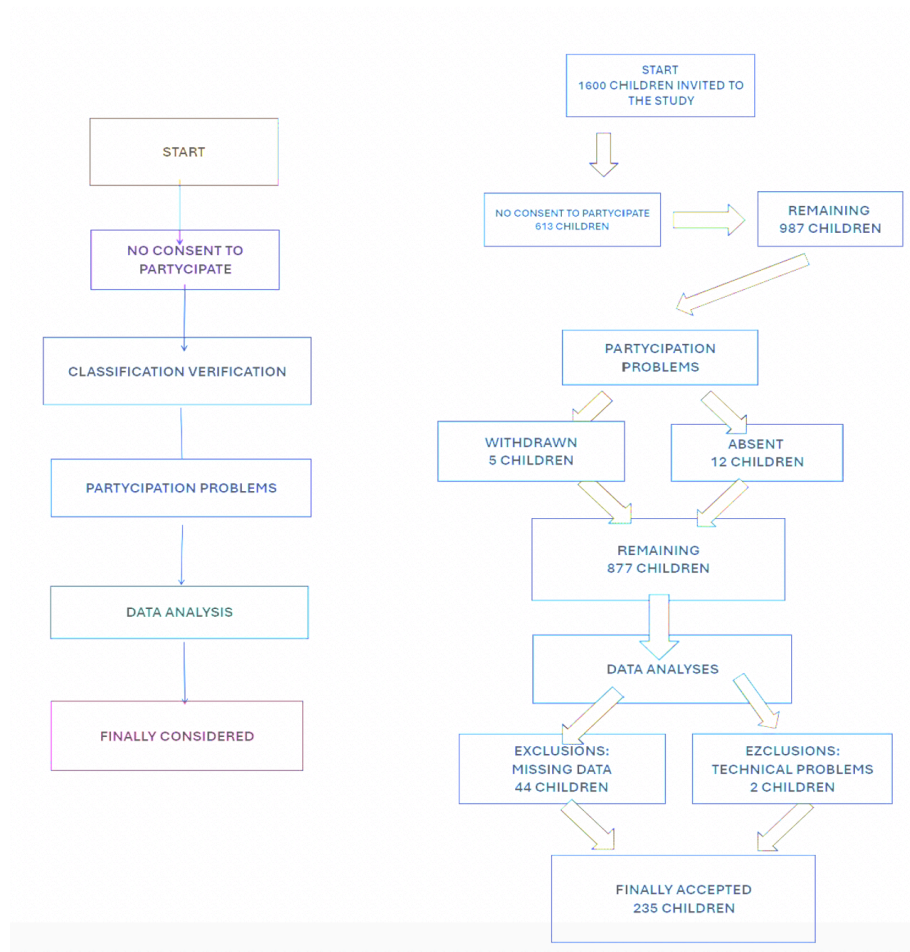 START
NO CONSENT TO
PARTYCIPATE
CLASSIFICATION VERIFICATION
PARTYCIPATION PROBLEMS
DATA ANALYSIS
FINALLY CONSIDERED
START
1600 CHILDREN INVITED TO
THE STUDY
NO CONSENT TO PARTYCIPATE
613 CHILDREN
REMAINING
987 CHILDREN
PARTYCIPATION
PROBLEMS
WITHDRAWN
5 CHILDREN
ABSENT
12 CHILDREN
REMAINING
877 CHILDREN
DATA ANALYSES
EXCLUSIONS:
MISSING DATA
44 CHILDREN
EZCLUSIONS:
TECHNICAL PROBLEMS
2 CHILDREN
FINALLY ACCEPTED
235 CHILDREN